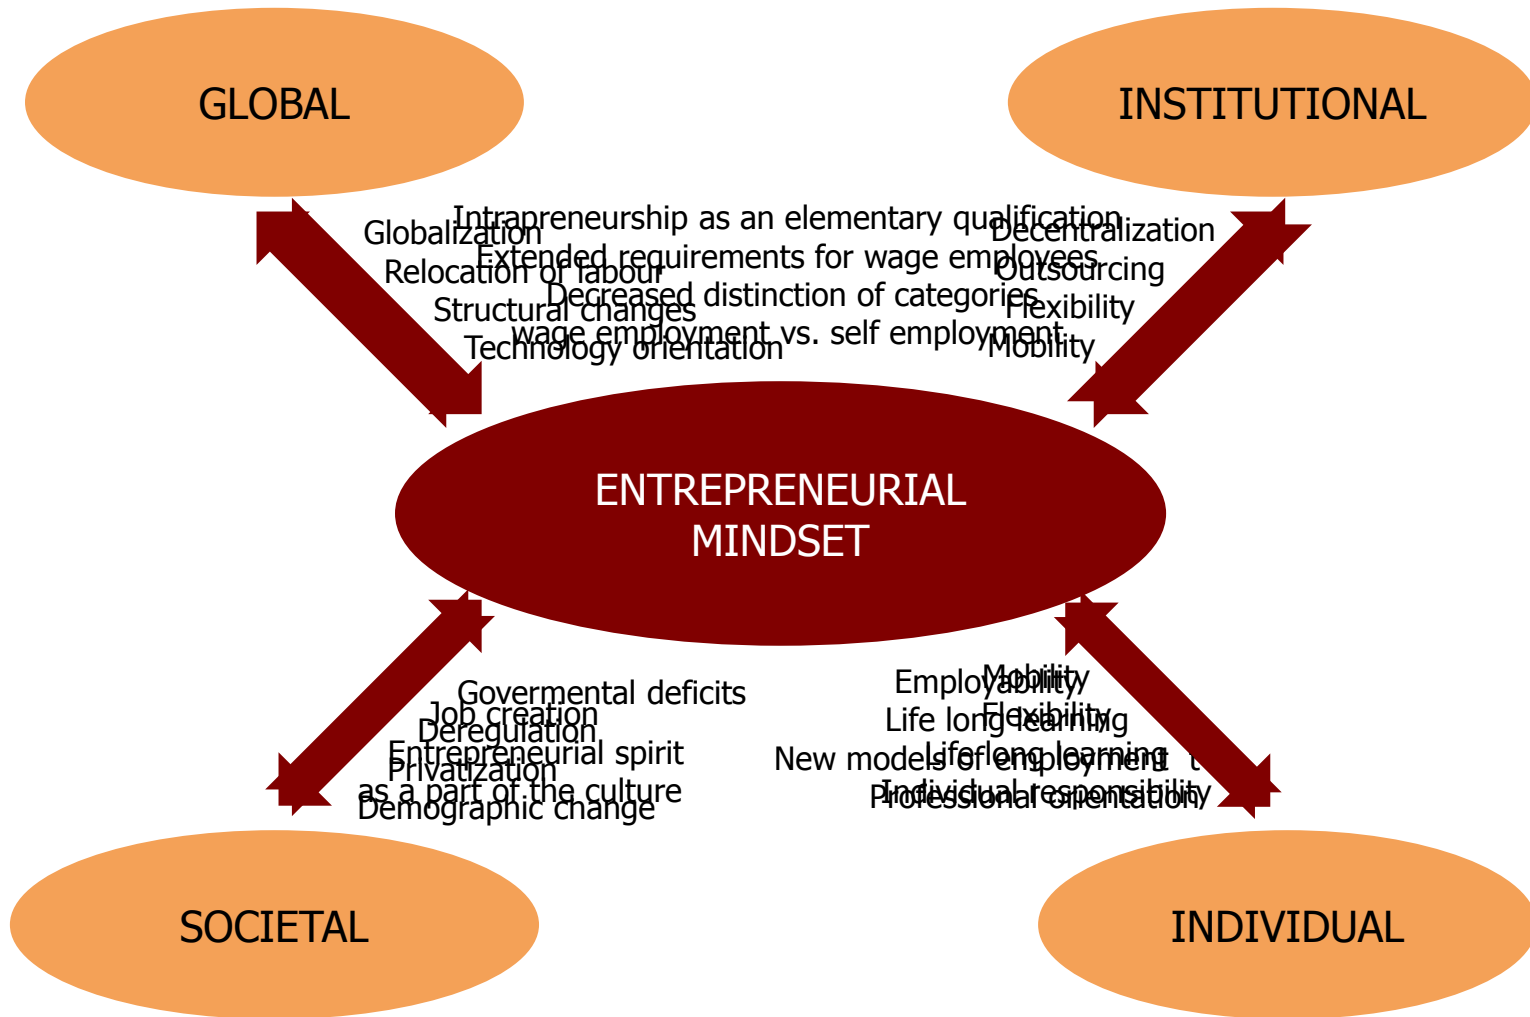 GLOBAL
INSTITUTIONAL
Globalization
Relocation of labour
Structural changes
Technology orientation
Intrapreneurship as an elementary qualification
Extended requirements for wage employees
Decreased distinction of categories
wage employment vs. self employment
Decentralization
Outsourcing
Flexibility
Mobility
ENTREPRENEURIAL
MINDSET
Govermental deficits
Deregulation
Privatization
Demographic change
Job creation
Entrepreneurial spirit
as a part of the culture
Employability
Life long learning
New models of employment t
Professional orientation
Mobility
Flexibility
Life long learning
Individual responsibility
SOCIETAL
INDIVIDUAL